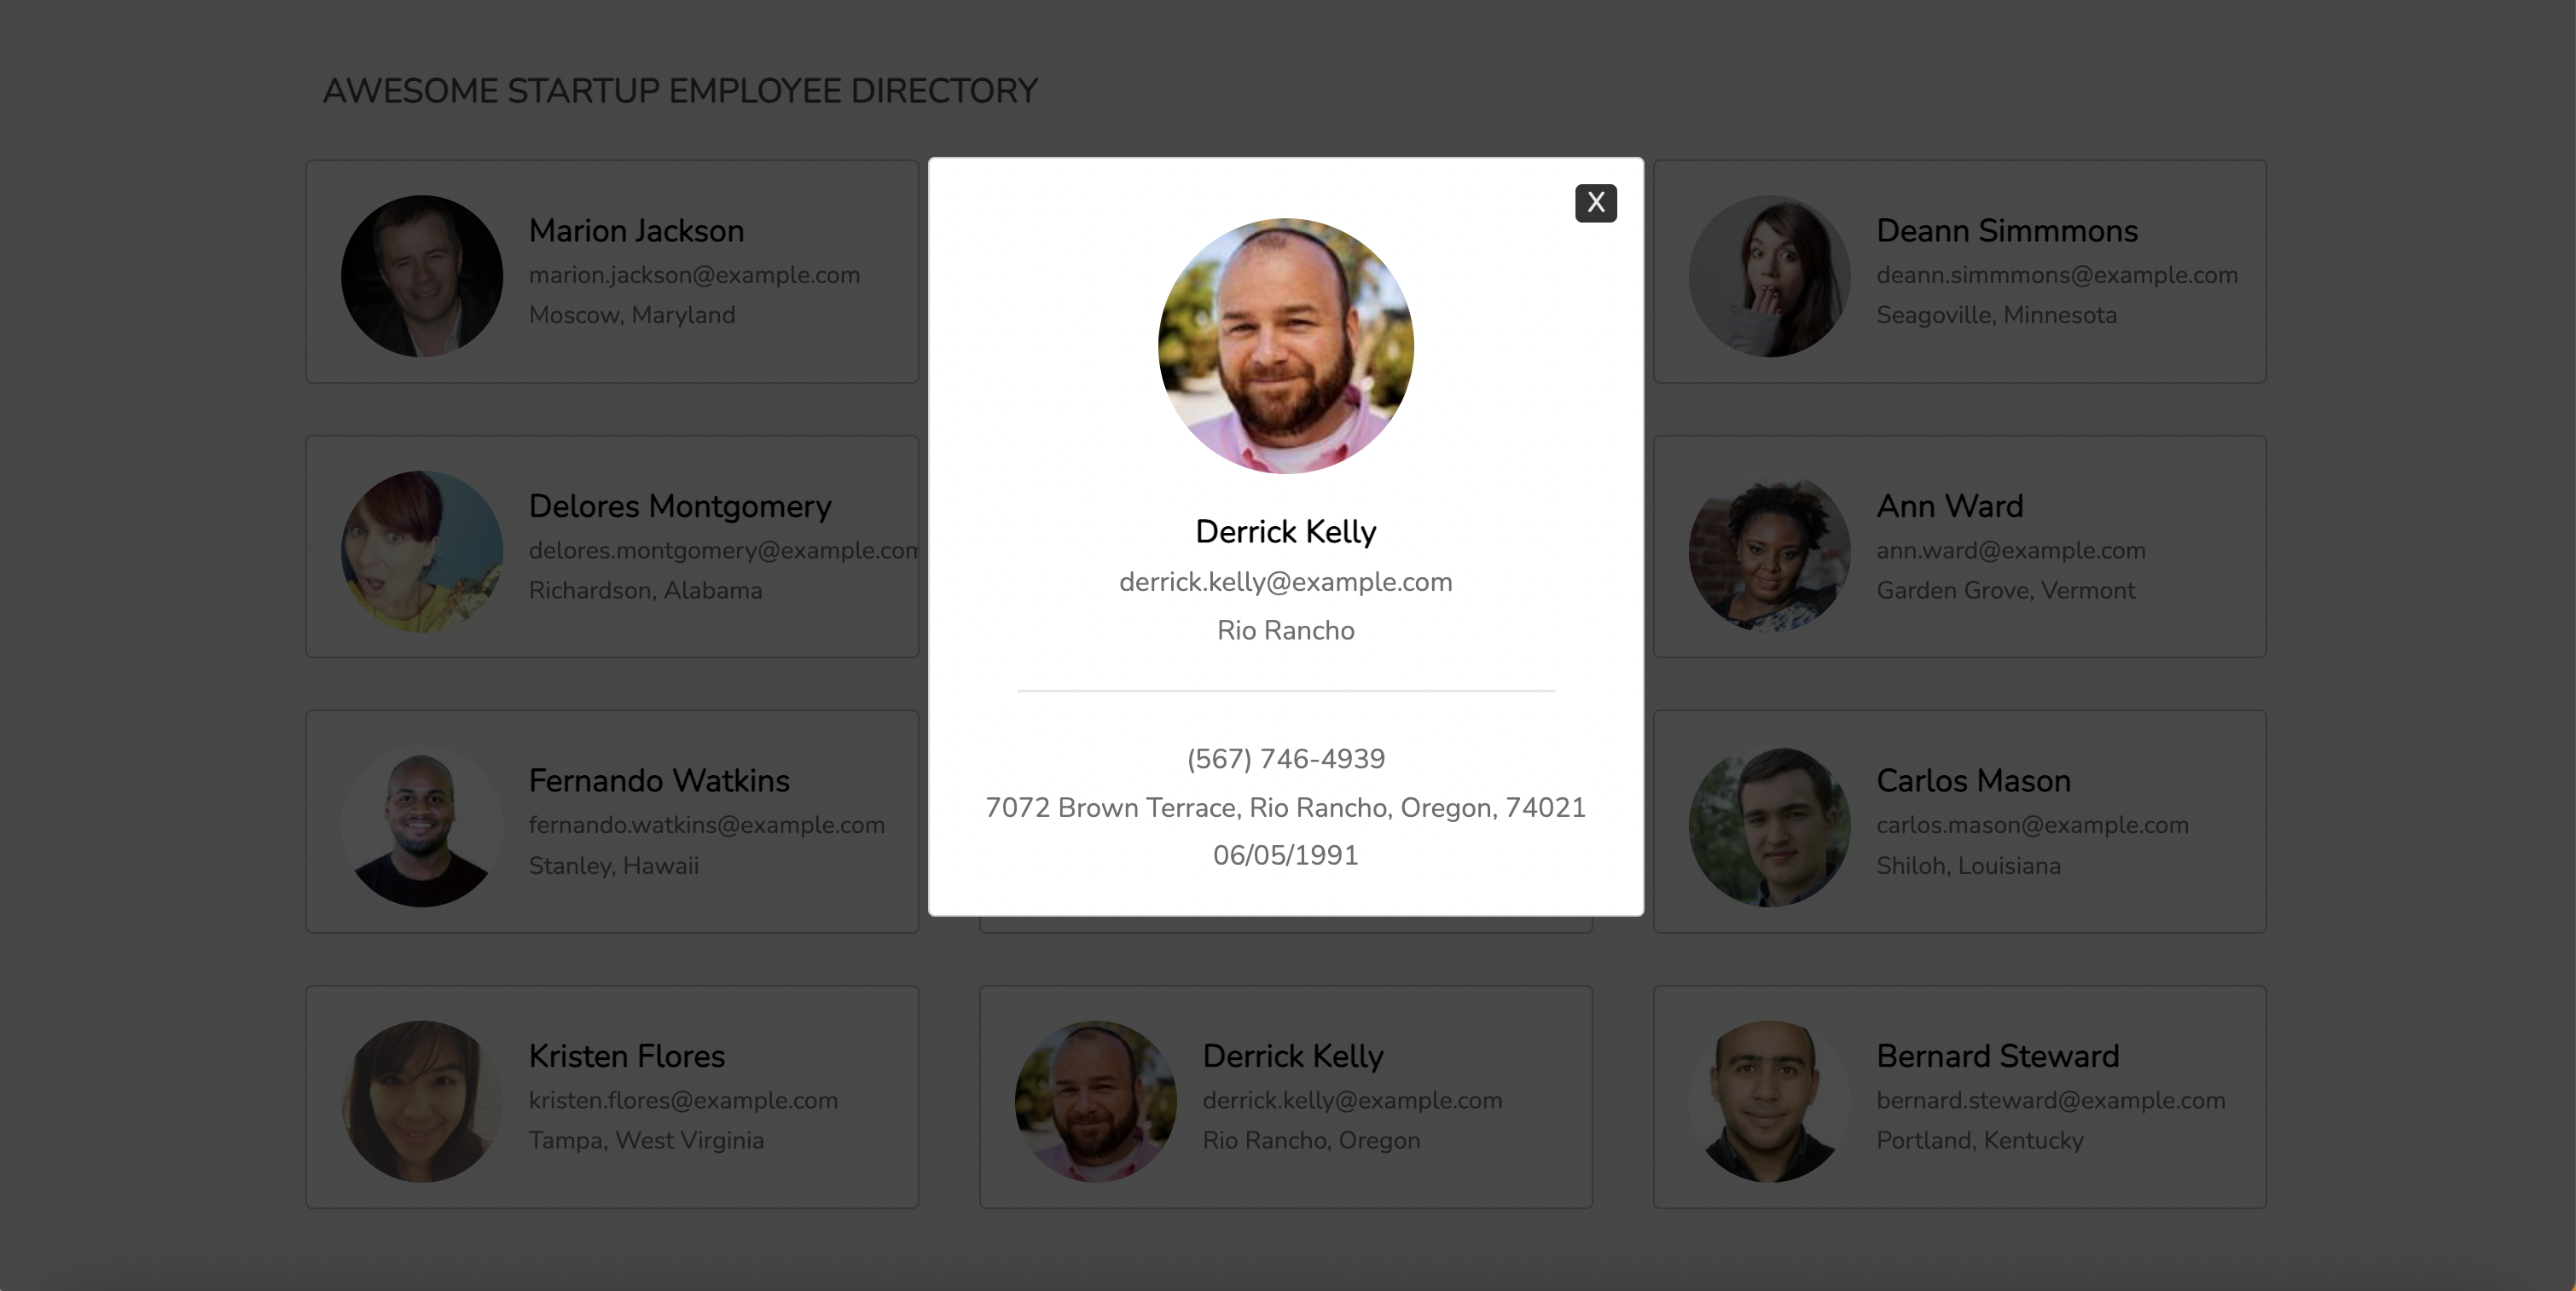 AWESOME STARTUP EMPLOYEE DIRECTORY
Marion Jackson
marion.jackson@example.com
Moscow, Maryland
X
Derrick Kelly
derrick.kelly@example.com
Rio Rancho
(567) 746-4939
7072 Brown Terrace, Rio Rancho, Oregon, 74021
06/05/1991
Deann Simmmons
deann.simmmons@example.com
Seagoville, Minnesota
Delores Montgomery
delores.montgomery@example.com
Richardson, Alabama
Ann Ward
ann.ward@example.com
Garden Grove, Vermont
Fernando Watkins
fernando.watkins@example.com
Stanley, Hawaii
Carlos Mason
carlos.mason@example.com
Shiloh, Louisiana
Kristen Flores
kristen.flores@example.com
Tampa, West Virginia
Derrick Kelly
derrick.kelly@example.com
Rio Rancho, Oregon
Bernard Steward
bernard.steward@example.com
Portland, Kentucky